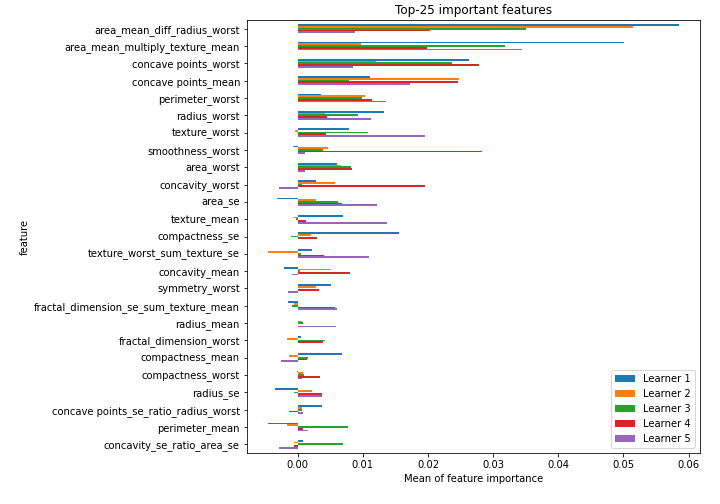 Top-25 important features
area_mean_diff_radius_worst
area_mean_multiply_texture_mean
concave points_worst
concave points_mean
perimeter_worst
radius_worst
texture_worst
smoothness_worst
area_worst
concavity_worst
area_se
texture_mean
compactness_se
texture_worst_sum_texture_se
concavity_mean
symmetry_worst
fractal_dimension_se_sum_texture_mean
radius_mean
fractal_dimension_worst
compactness_mean
compactness_worst
radius_se
concave points_se_ratio_radius_worst
perimeter_mean
concavity_se_ratio_area_se
feature
Learner 1
Learner 2
Learner 3
Learner 4
Learner 5
0.00 0.01 0.02 0.03 0.04 0.05 0.06
Mean of feature importance